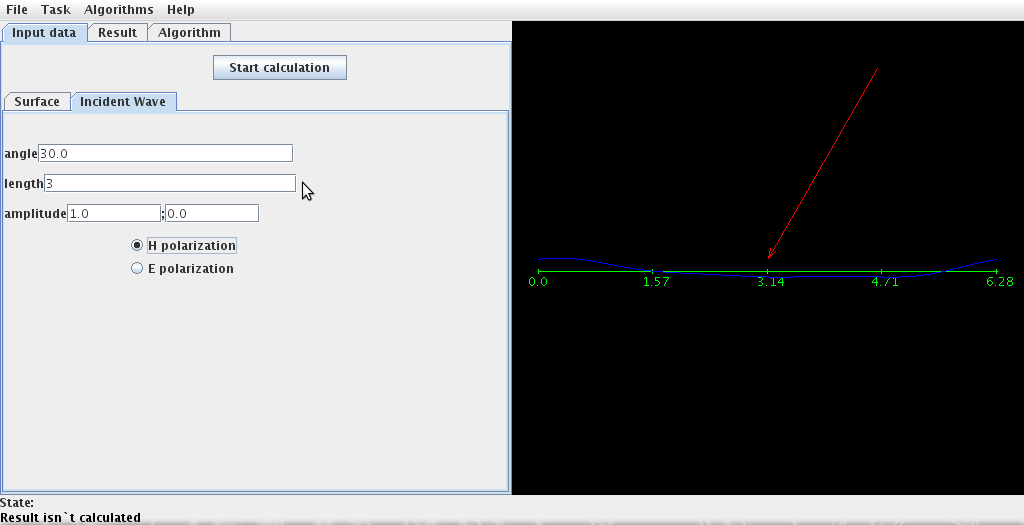 File Task Algorithms Help
Input data Result Algorithm
Start calculation
Surface Incident Wave
angle 30.0
length 3
amplitude 1.0 ; 0.0
H polarization
E polarization
0.0 1.57 3.14 4.71 6.28
State:
Result isn`t calculated